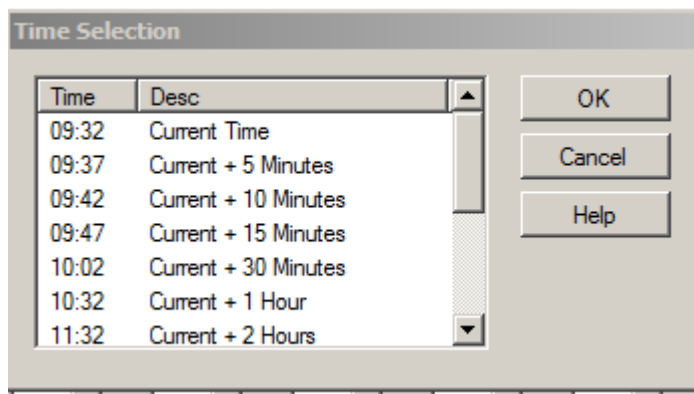 Time Selection
Time Desc
09:32 Current Time
09:37 Current + 5 Minutes
09:42 Current + 10 Minutes
09:47 Current + 15 Minutes
10:02 Current + 30 Minutes
10:32 Current + 1 Hour
11:32 Current + 2 Hours
OK
Cancel
Help